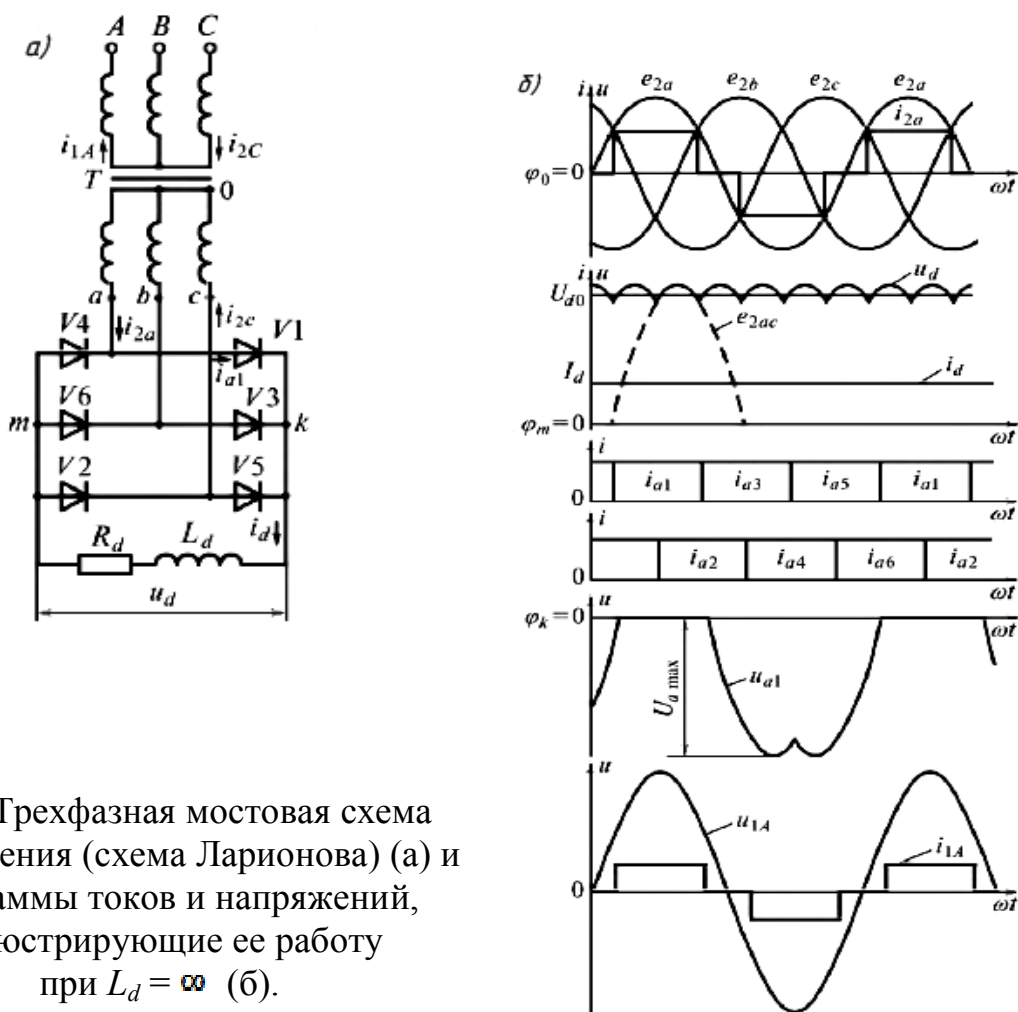 а)
A B C
i1A i2C
T 0
a b c
V4 i2a i2c V1
ia1
V6 V3
m k
V2 V5
Rd Ld id
ud
Трехфазная мостовая схема
ения (схема Ларионова) (а) и
аммы токов и напряжений,
юстрирующие ее работу
при Ld = ∞ (б).
б)
i u e2a e2b e2c e2a
i2a
φ0=0
ωt
i u ud
Ud0
e2ac
Id id
φm=0
ωt
i
ia1 ia3 ia5 ia1
0
ωt
i
ia2 ia4 ia6 ia2
0
ωt
u
φk=0
ωt
Ua max
ua1
u
u1A
i1A
0
ωt